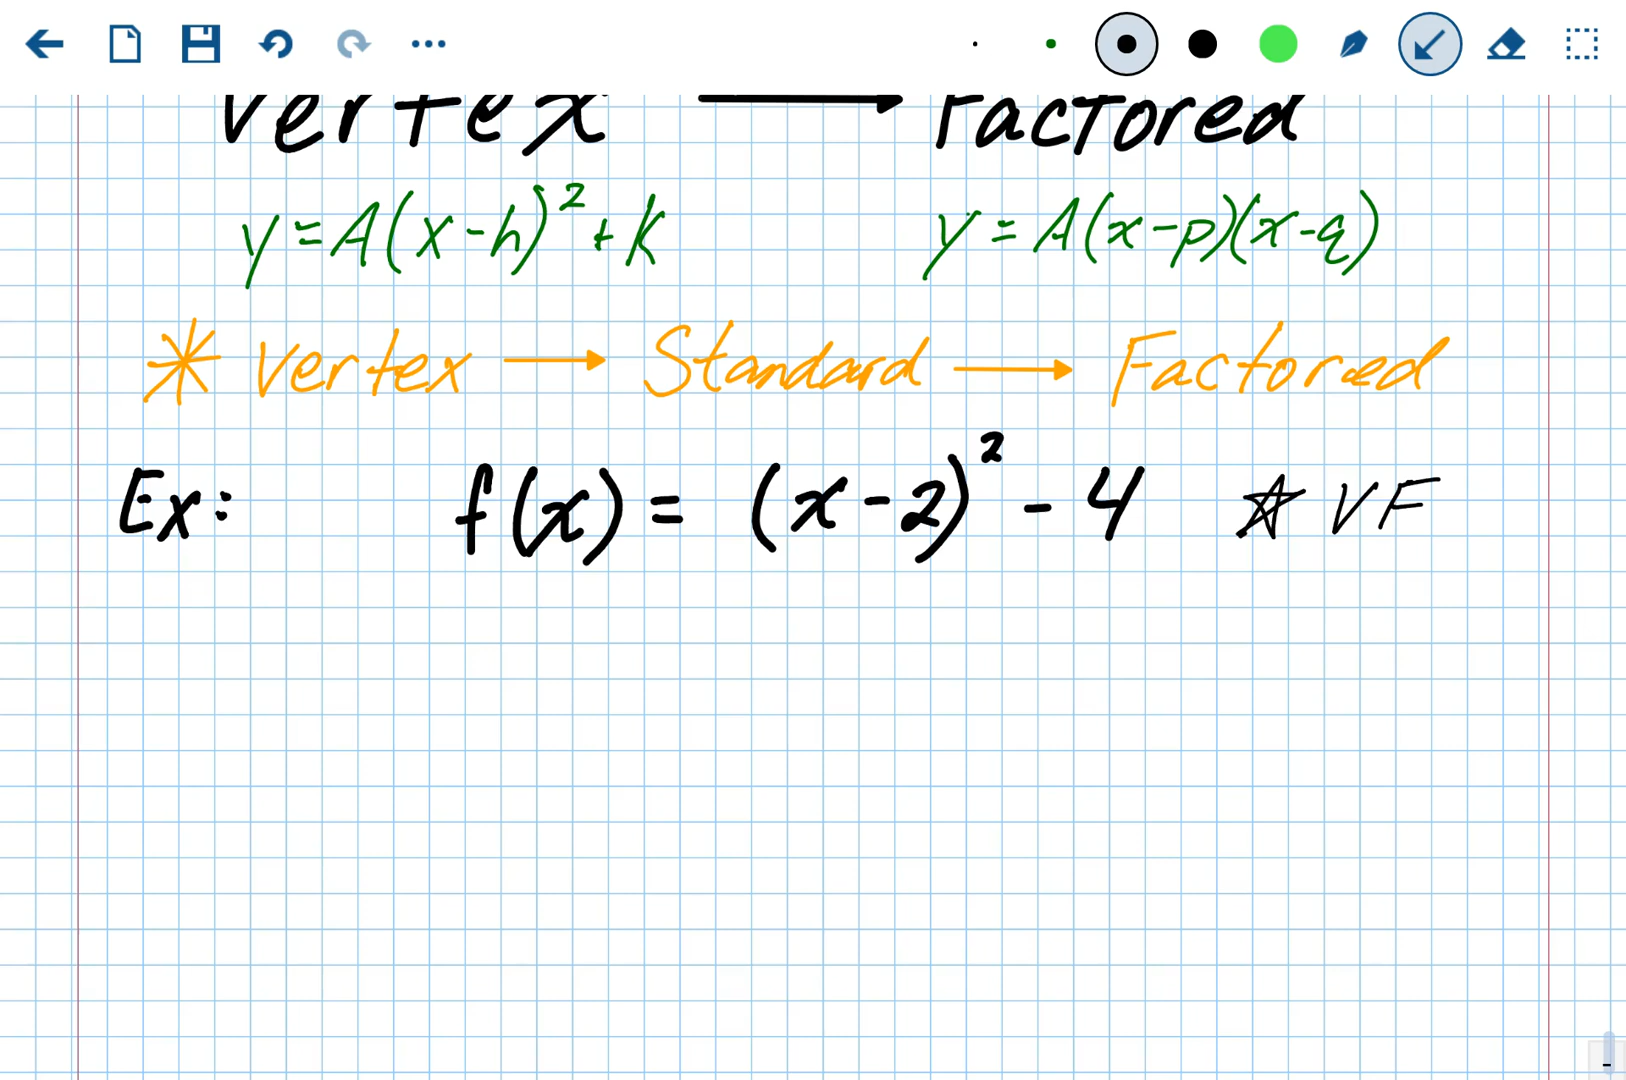 Vertex → Factored
y = A(x-h)² + k y = A(x-p)(x-q)
* Vertex → Standard → Factored
Ex: f(x) = (x-2)² - 4 ☆ VF